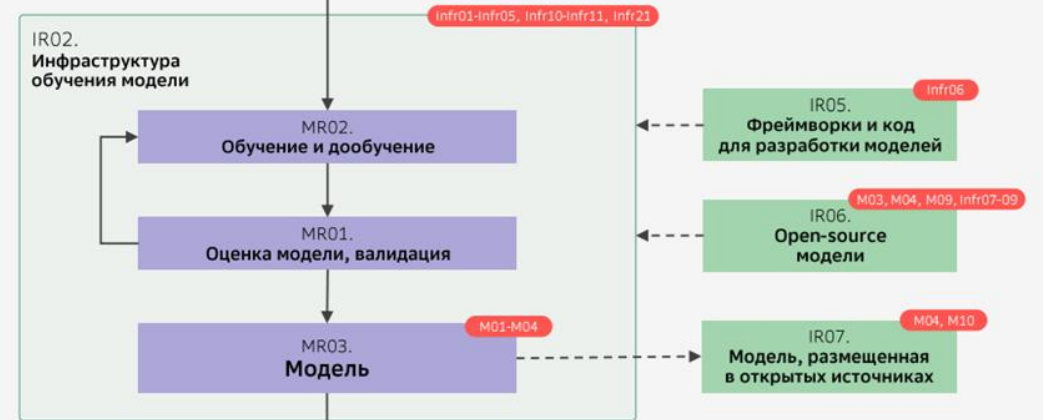 Infr01-Infr05, Infr10-Infr11, Infr21
IR02.
Инфраструктура
обучения модели
MR02.
Обучение и дообучение
Infr06
IR05.
Фреймворки и код
для разработки моделей
MR01.
Оценка модели, валидация
M03, M04, M09, Infr07-09
IR06.
Open-source
модели
M01-M04
MR03.
Модель
M04, M10
IR07.
Модель, размещенная
в открытых источниках